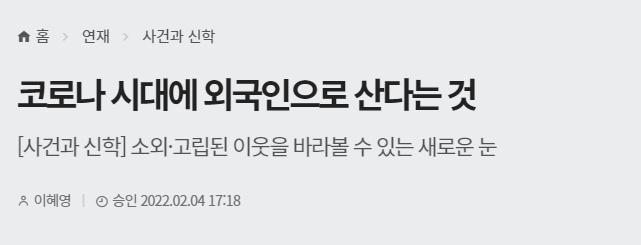 홈 > 연재 > 사건과 신학
코로나 시대에 외국인으로 산다는 것
[사건과 신학] 소외·고립된 이웃을 바라볼 수 있는 새로운 눈
이혜영 | 승인 2022.02.04 17:18